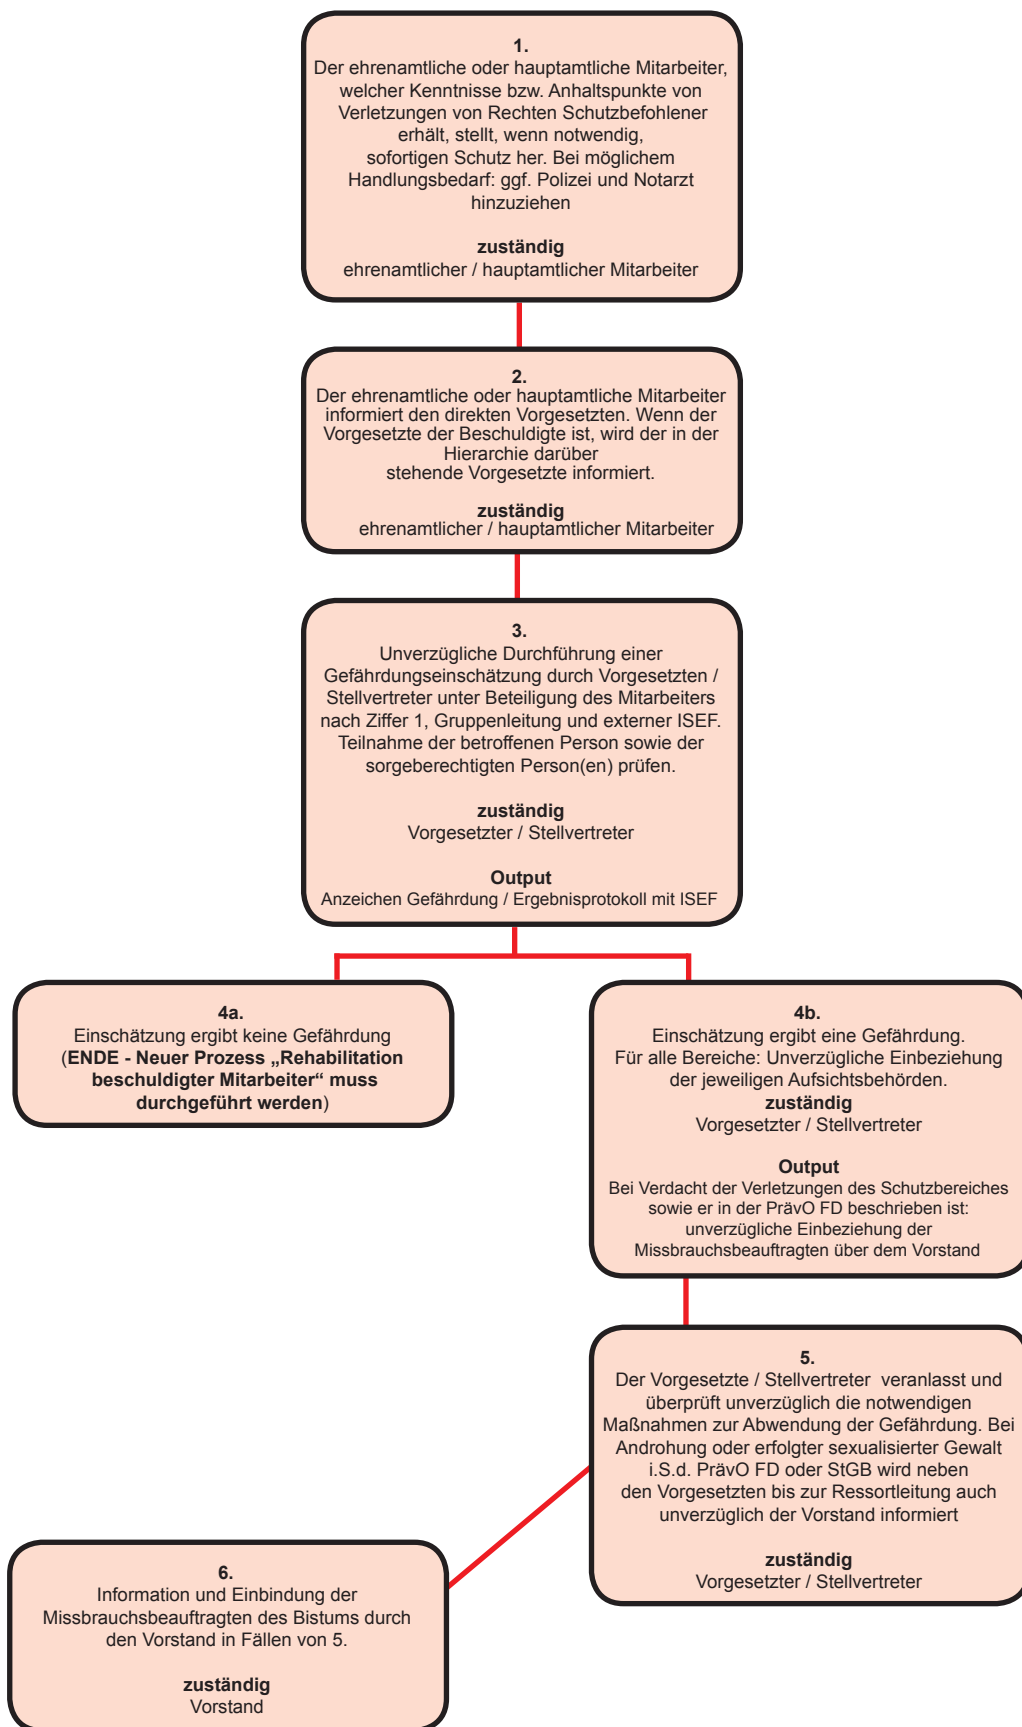 1.
Der ehrenamtliche oder hauptamtliche Mitarbeiter,
welcher Kenntnisse bzw. Anhaltspunkte von
Verletzungen von Rechten Schutzbefohlener
erhält, stellt, wenn notwendig,
sofortigen Schutz her. Bei möglichem
Handlungsbedarf: ggf. Polizei und Notarzt
hinzuziehen
zuständig
ehrenamtlicher / hauptamtlicher Mitarbeiter
2.
Der ehrenamtliche oder hauptamtliche Mitarbeiter
informiert den direkten Vorgesetzten. Wenn der
Vorgesetzte der Beschuldigte ist, wird der in der
Hierarchie darüber
stehende Vorgesetzte informiert.
zuständig
ehrenamtlicher / hauptamtlicher Mitarbeiter
3.
Unverzügliche Durchführung einer
Gefährdungseinschätzung durch Vorgesetzten /
Stellvertreter unter Beteiligung des Mitarbeiters
nach Ziffer 1, Gruppenleitung und externer ISEF.
Teilnahme der betroffenen Person sowie der
sorgeberechtigten Person(en) prüfen.
zuständig
Vorgesetzter / Stellvertreter
Output
Anzeichen Gefährdung / Ergebnisprotokoll mit ISEF
4a.
Einschätzung ergibt keine Gefährdung
(ENDE - Neuer Prozess „Rehabilitation
beschuldigter Mitarbeiter“ muss
durchgeführt werden)
4b.
Einschätzung ergibt eine Gefährdung.
Für alle Bereiche: Unverzügliche Einbeziehung
der jeweiligen Aufsichtsbehörden.
zuständig
Vorgesetzter / Stellvertreter
Output
Bei Verdacht der Verletzungen des Schutzbereiches
sowie er in der PrävO FD beschrieben ist:
unverzügliche Einbeziehung der
Missbrauchsbeauftragten über dem Vorstand
5.
Der Vorgesetzte / Stellvertreter veranlasst und
überprüft unverzüglich die notwendigen
Maßnahmen zur Abwendung der Gefährdung. Bei
Androhung oder erfolgter sexualisierter Gewalt
i.S.d. PrävO FD oder StGB wird neben
den Vorgesetzten bis zur Ressortleitung auch
unverzüglich der Vorstand informiert
zuständig
Vorgesetzter / Stellvertreter
6.
Information und Einbindung der
Missbrauchsbeauftragten des Bistums durch
den Vorstand in Fällen von 5.
zuständig
Vorstand